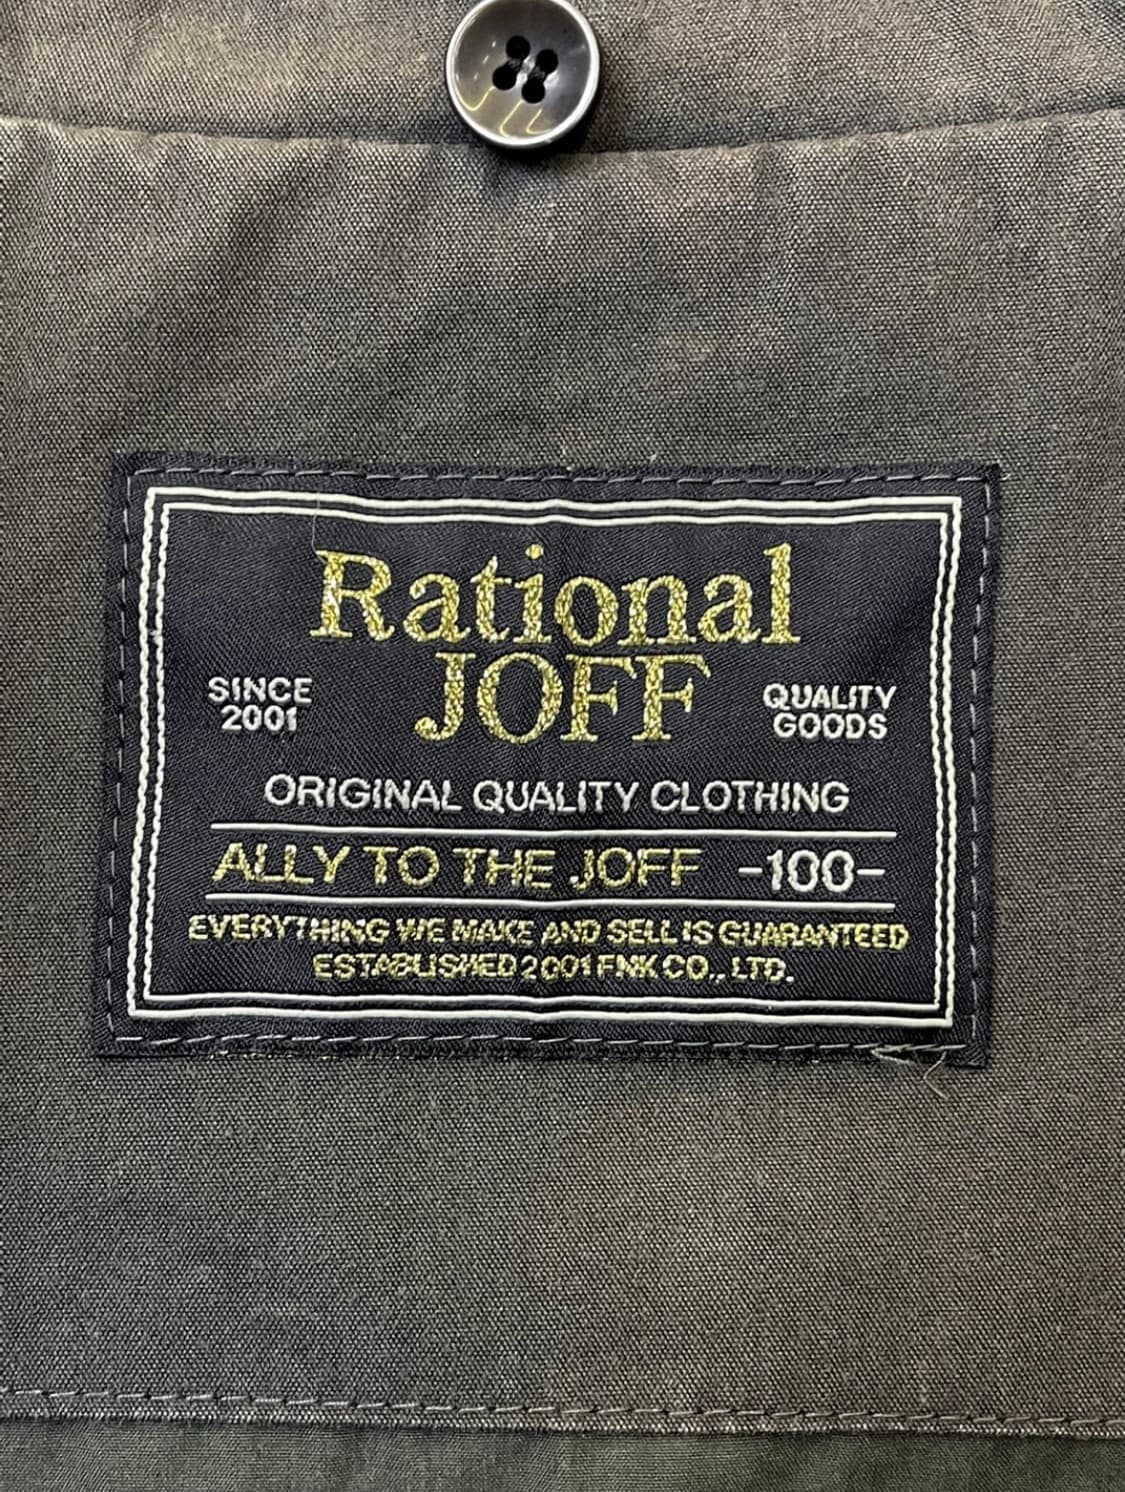 Rational
JOFF
SINCE
2001
QUALITY
GOODS
ORIGINAL QUALITY CLOTHING
ALLY TO THE JOFF -100-
EVERYTHING WE MAKE AND SELL IS GUARANTEED
ESTABLISHED 2001 FNK CO., LTD.